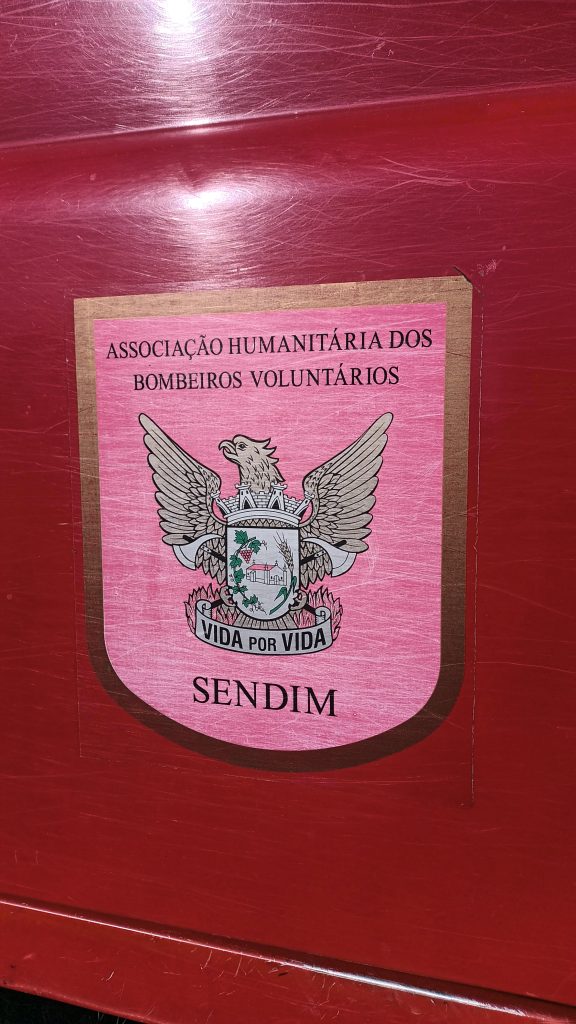 ASSOCIAÇÃO HUMANITÁRIA DOS
BOMBEIROS VOLUNTÁRIOS
VIDA POR VIDA
SENDIM